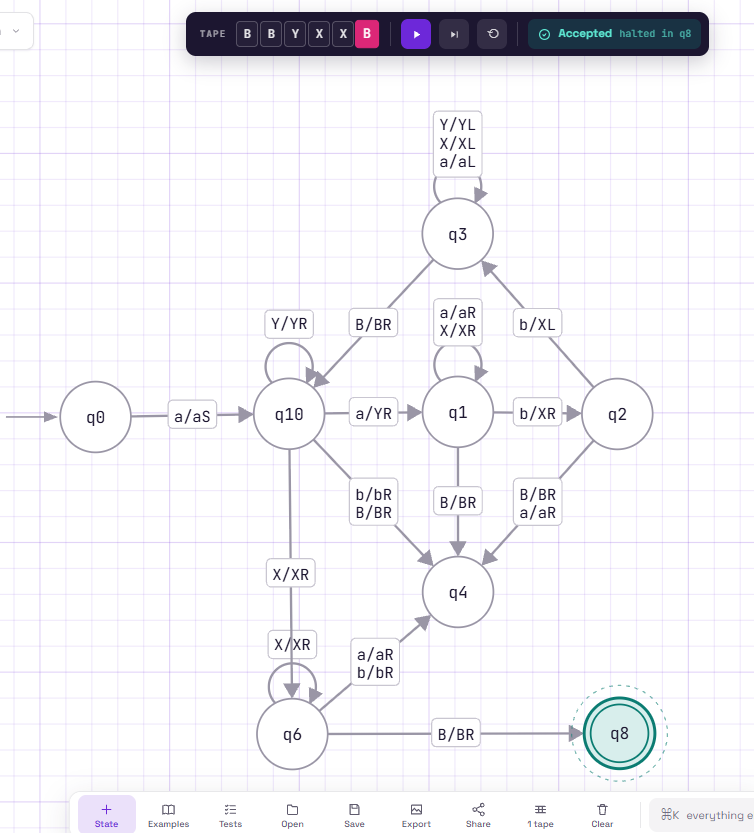 TAPE B B Y X X B Accepted halted in q8
Y/YL
X/XL
a/aL
q3
Y/YR
B/BR
a/aR
X/XR
b/XL
q0
a/aS
q10
a/YR
q1
b/XR
q2
b/bR
B/BR
B/BR
B/BR
a/aR
X/XR
q4
X/XR
a/aR
b/bR
q6
B/BR
q8
State
Examples
Tests
Open
Save
Export
Share
1 tape
Clear
⌘K everything